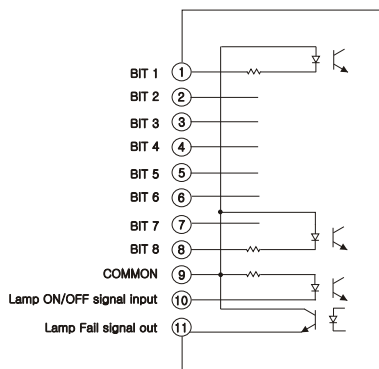 BIT 1 1
BIT 2 2
BIT 3 3
BIT 4 4
BIT 5 5
BIT 6 6
BIT 7 7
BIT 8 8
COMMON 9
Lamp ON/OFF signal input 10
Lamp Fail signal out 11